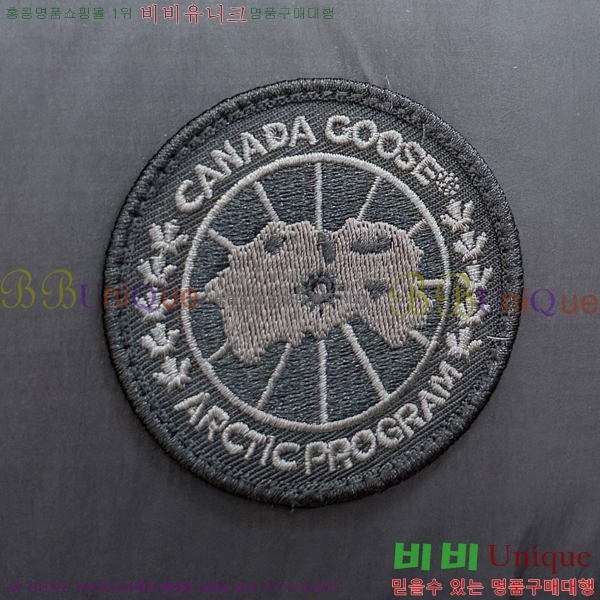 홍콩명품쇼핑몰 1위 비비유니크 명품구매대행
CANADA GOOSE®
BBUniQue BBUniQue
ARCTIC PROGRAM
비비 Unique
믿을수 있는 명품구매대행